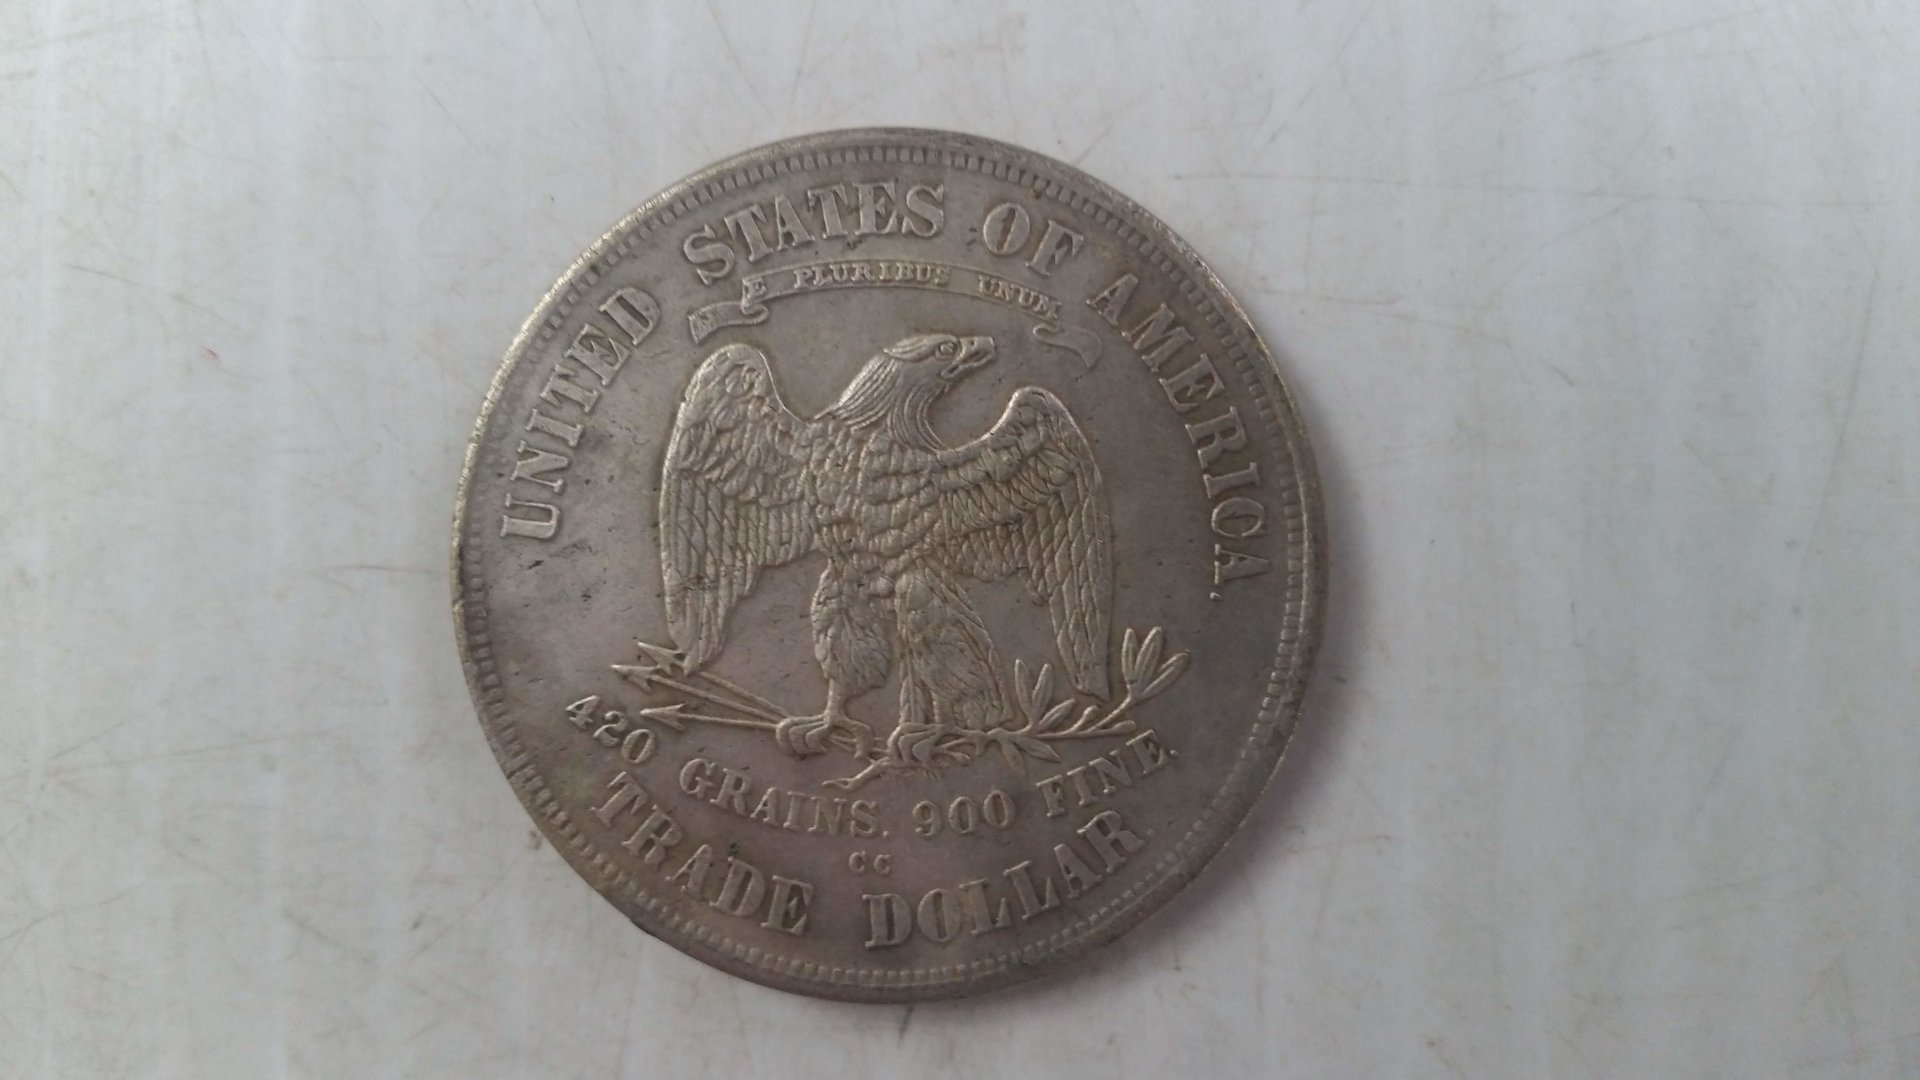 UNITED STATES OF AMERICA.
E PLURIBUS UNUM
420 GRAINS. 900 FINE.
CC
TRADE DOLLAR.